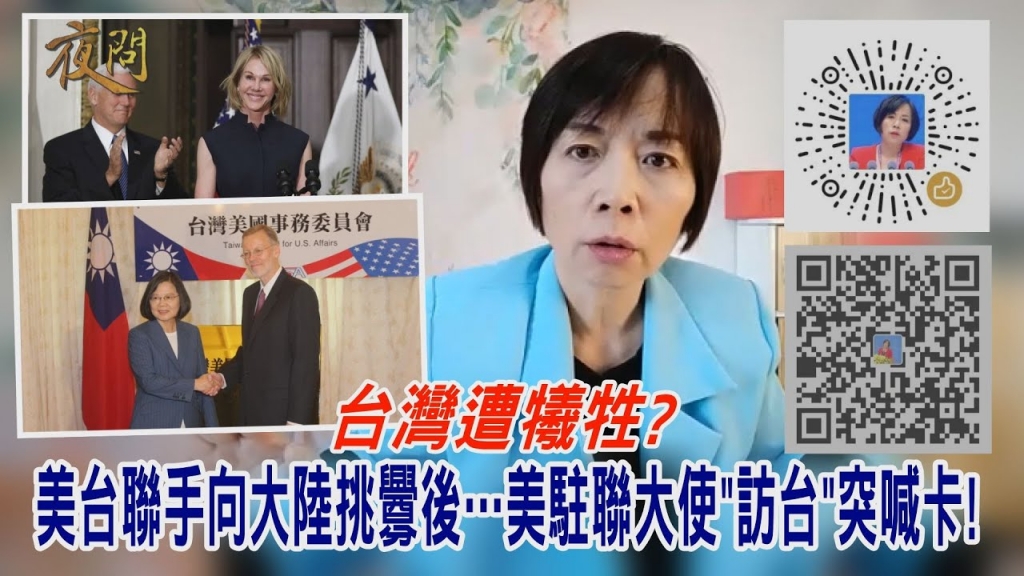 夜問
台灣美國事務委員會
Taiwan
for U.S. Affairs
台灣遭犧牲?
美台聯手向大陸挑釁後…美駐聯大使"訪台"突喊卡!